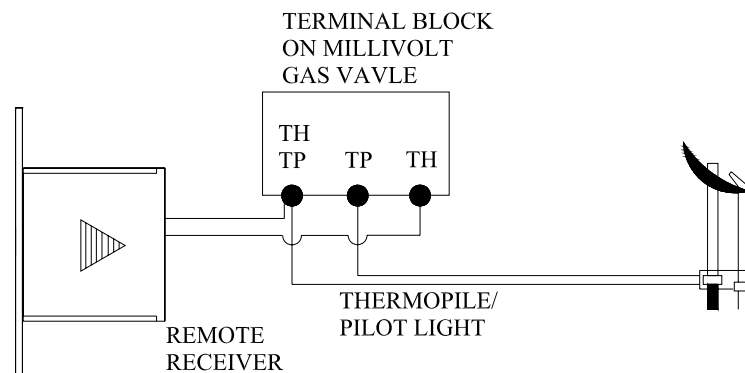 TERMINAL BLOCK
ON MILLIVOLT
GAS VAVLE
TH
TP TP TH
THERMOPILE/
PILOT LIGHT
REMOTE
RECEIVER